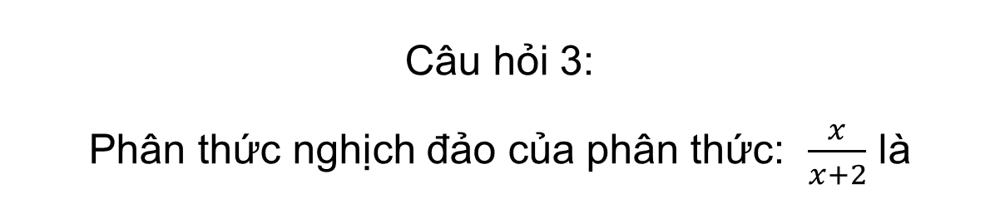 Câu hỏi 3:
Phân thức nghịch đảo của phân thức: x/(x+2) là